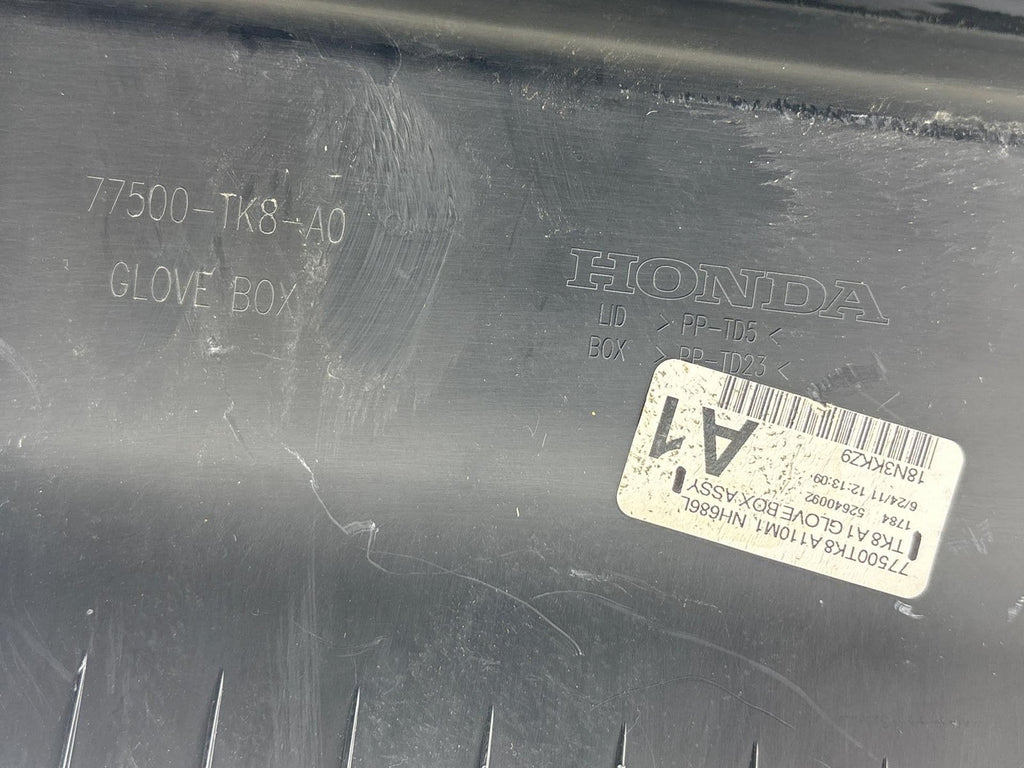 77500-TK8-A0
GLOVE BOX
HONDA
LID >PP-TD5<
BOX >PP-TD23<
77500TK8A110M1 NH686L
TK8 A1 GLOVE BOX ASSY
1784 52640092
6/24/11 12:13:09
18N3KKZ9
A1